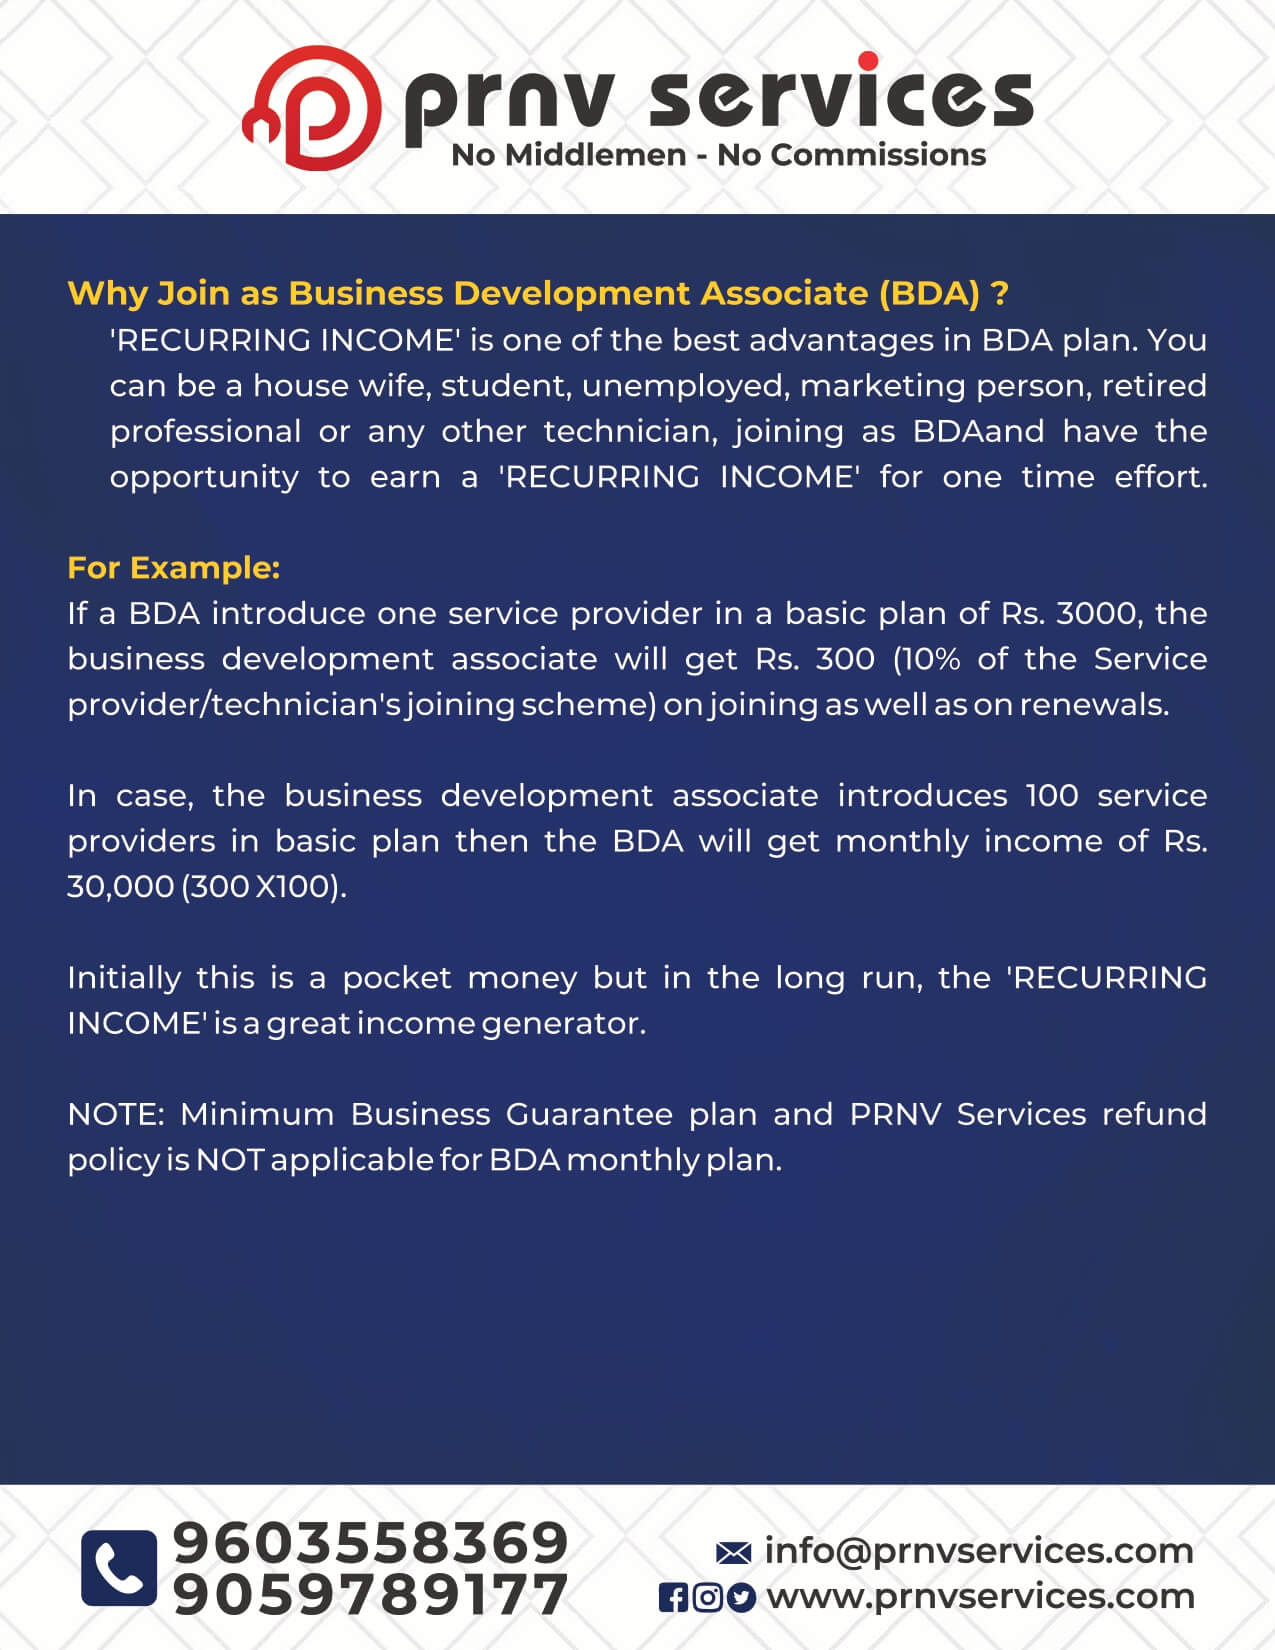 prnv services
No Middlemen - No Commissions
Why Join as Business Development Associate (BDA) ?
'RECURRING INCOME' is one of the best advantages in BDA plan. You
can be a house wife, student, unemployed, marketing person, retired
professional or any other technician, joining as BDAand have the
opportunity to earn a 'RECURRING INCOME' for one time effort.
For Example:
If a BDA introduce one service provider in a basic plan of Rs. 3000, the
business development associate will get Rs. 300 (10% of the Service
provider/technician's joining scheme) on joining as well as on renewals.
In case, the business development associate introduces 100 service
providers in basic plan then the BDA will get monthly income of Rs.
30,000 (300 X100).
Initially this is a pocket money but in the long run, the 'RECURRING
INCOME' is a great income generator.
NOTE: Minimum Business Guarantee plan and PRNV Services refund
policy is NOT applicable for BDA monthly plan.
9603558369
9059789177
info@prnvservices.com
www.prnvservices.com